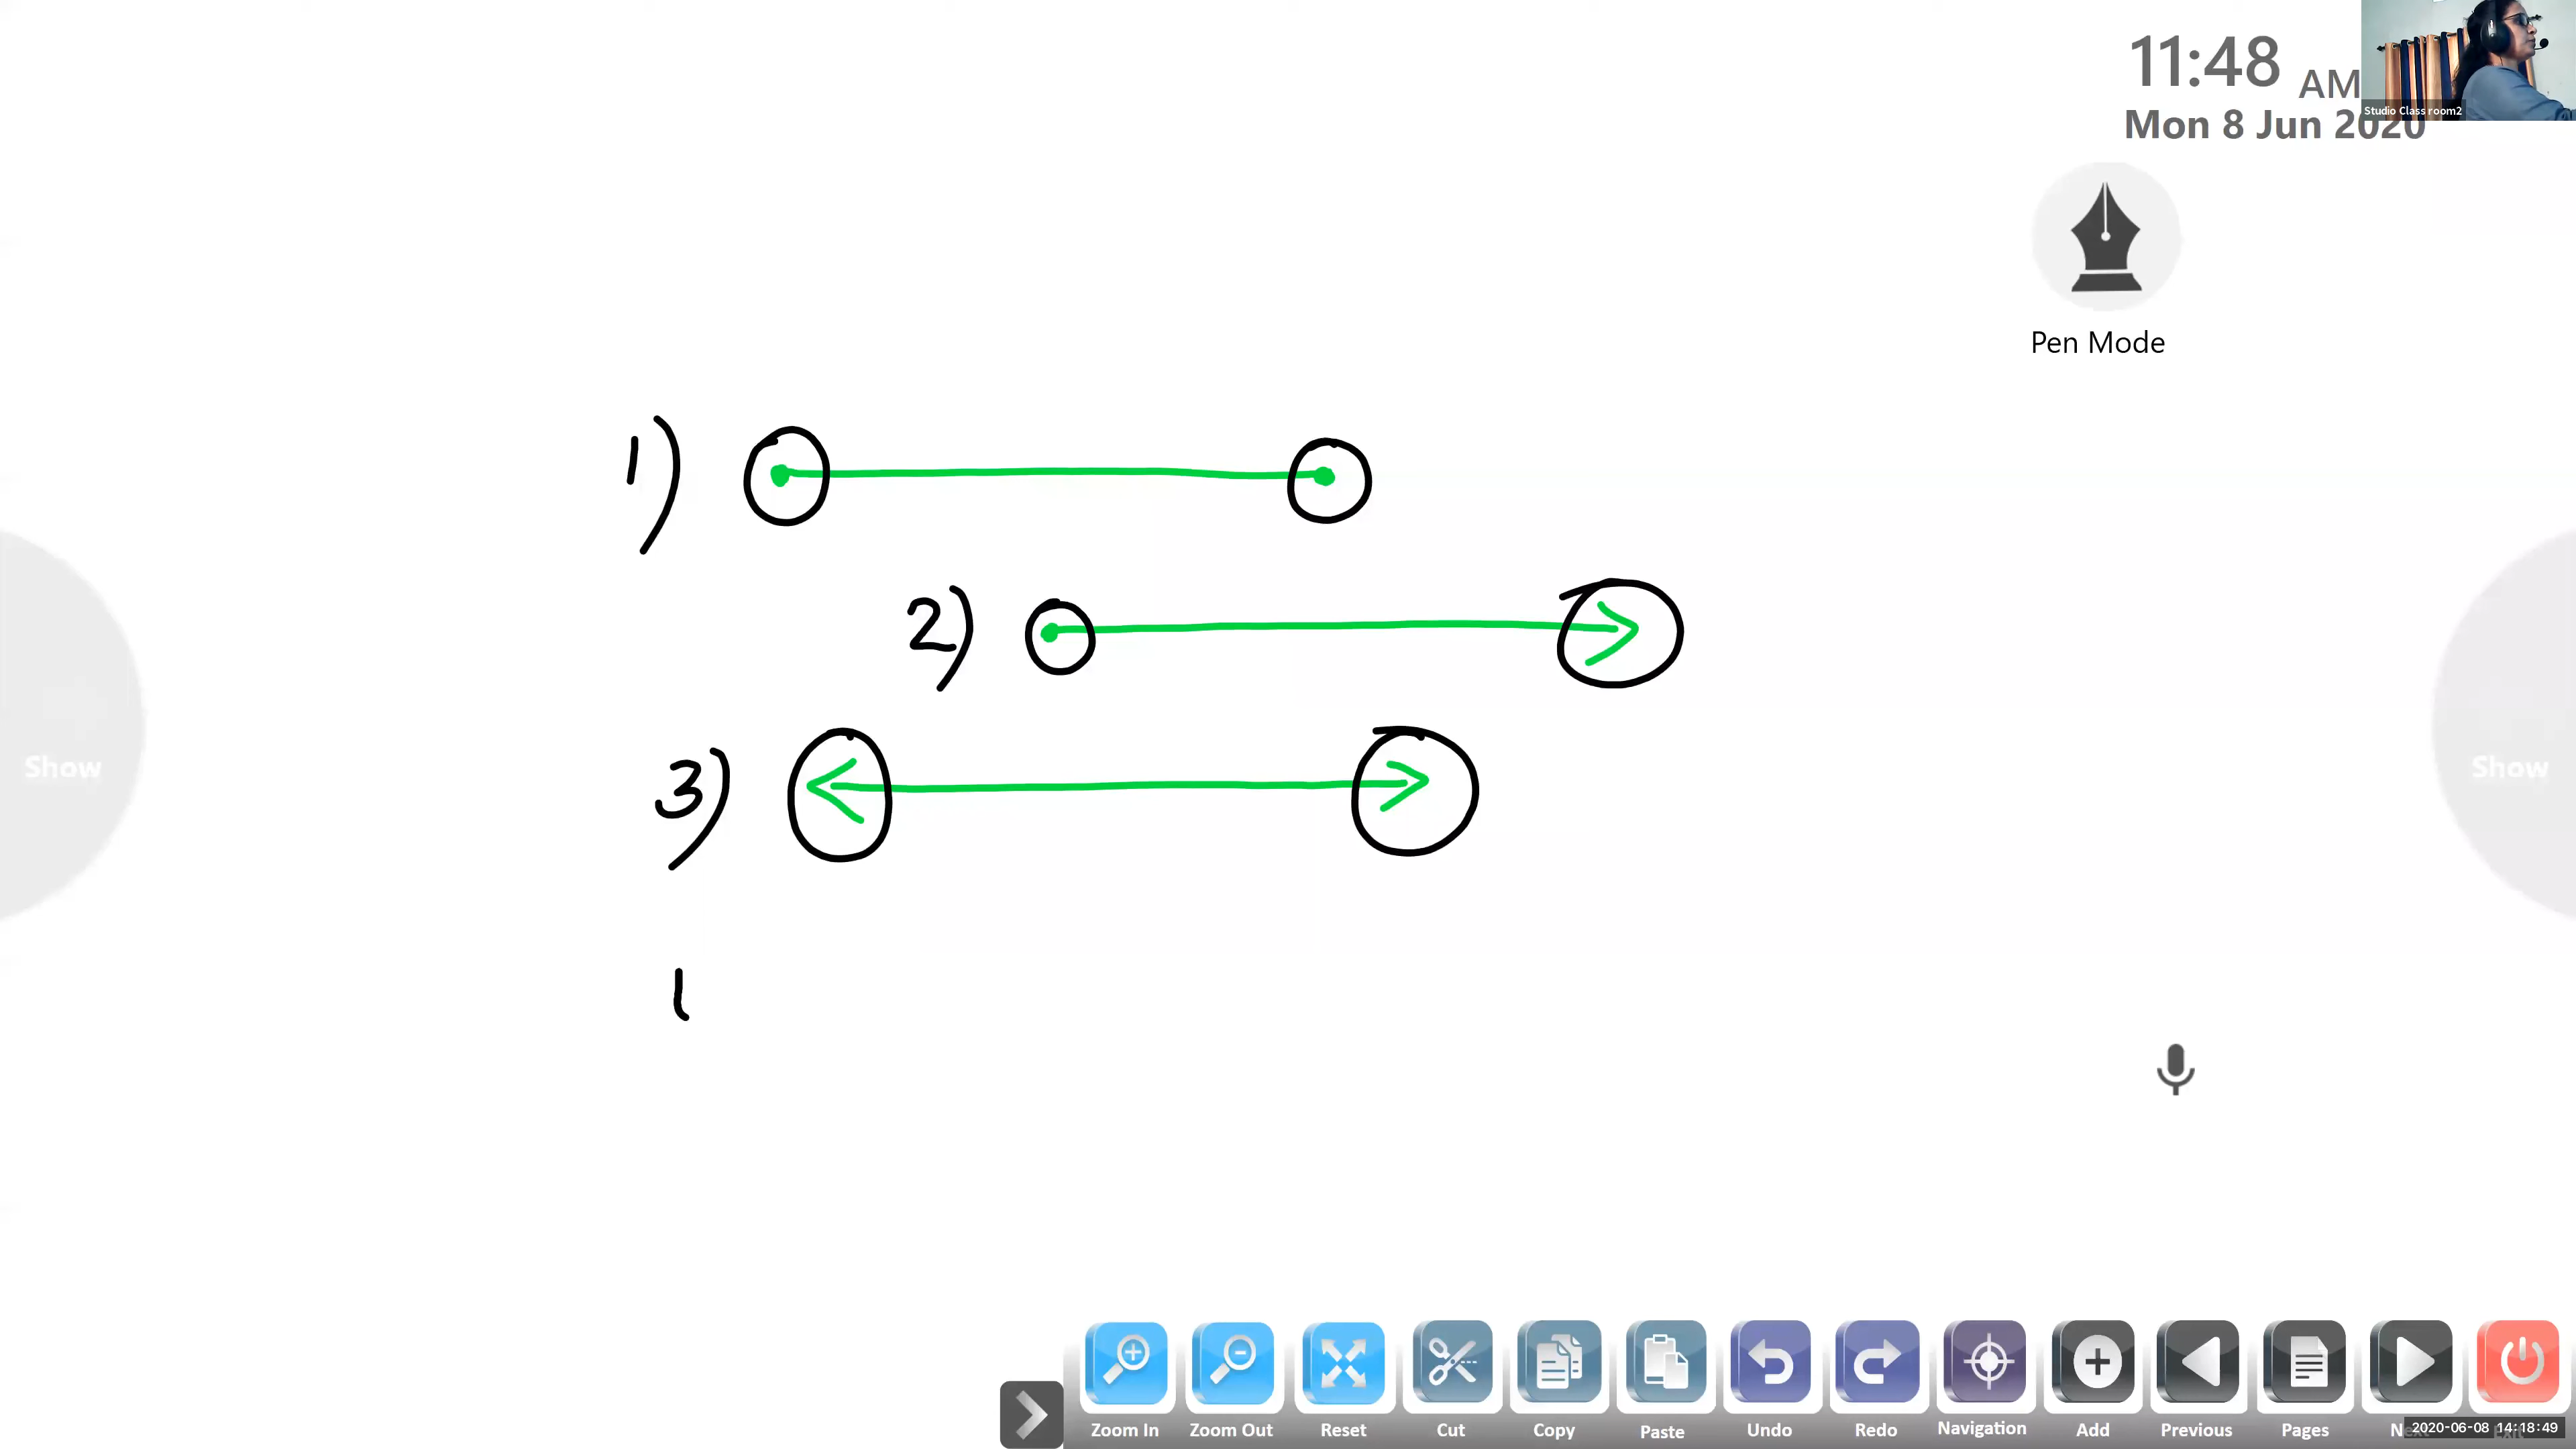 11:48 AM
Studio Class room2
Mon 8 Jun 2020
Pen Mode
1)
2)
3)
Show
Show
1
Zoom In Zoom Out Reset Cut Copy Paste Undo Redo Navigation Add Previous Pages
2020-06-08 14:18:49